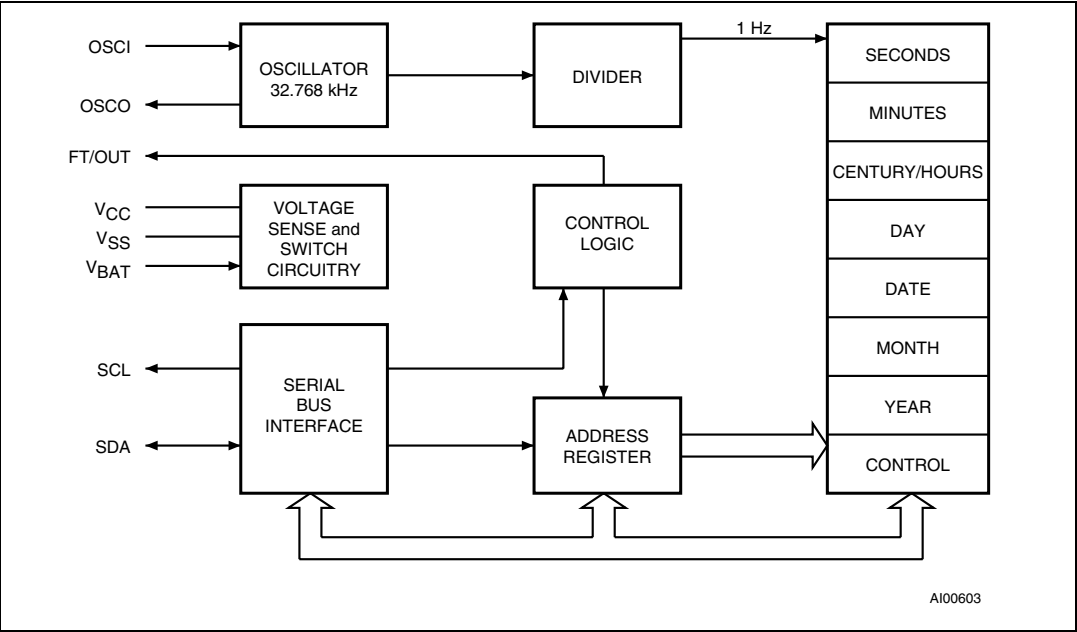 OSCI
OSCO
FT/OUT
VCC
VSS
VBAT
SCL
SDA
OSCILLATOR
32.768 kHz
DIVIDER
1 Hz
VOLTAGE
SENSE and
SWITCH
CIRCUITRY
CONTROL
LOGIC
SERIAL
BUS
INTERFACE
ADDRESS
REGISTER
SECONDS
MINUTES
CENTURY/HOURS
DAY
DATE
MONTH
YEAR
CONTROL
AI00603